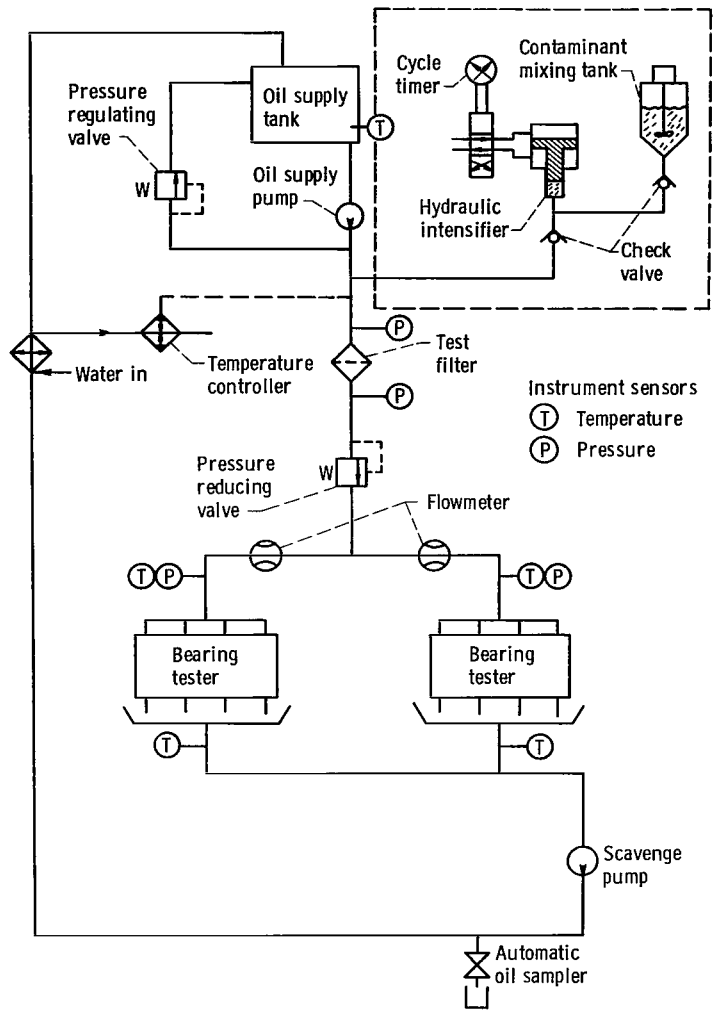 Cycle
timer
Contaminant
mixing tank
Pressure
regulating
valve
Oil supply
tank
T
W
Oil supply
pump
Hydraulic
intensifier
Check
valve
P
Test
filter
Temperature
controller
Water in
P
Instrument sensors
T Temperature
P Pressure
Pressure
reducing
valve
W
Flowmeter
T P
T P
Bearing
tester
Bearing
tester
T
T
Scavenge
pump
Automatic
oil sampler